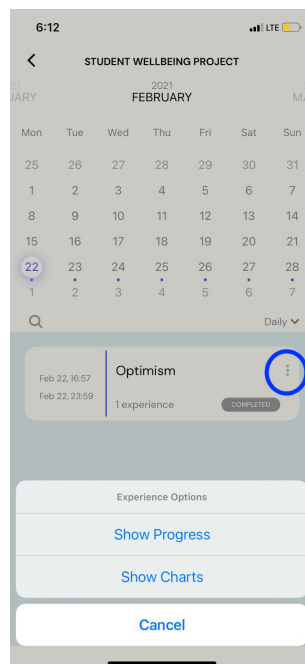 6:12 LTE
STUDENT WELLBEING PROJECT
21 2021
JARY FEBRUARY MA
Mon Tue Wed Thu Fri Sat Sun
25 26 27 28 29 30 31
1 2 3 4 5 6 7
8 9 10 11 12 13 14
15 16 17 18 19 20 21
22 23 24 25 26 27 28
1 2 3 4 5 6 7
Daily
Feb 22, 16:57 Optimism
Feb 22, 23:59 1 experience COMPLETED
Experience Options
Show Progress
Show Charts
Cancel